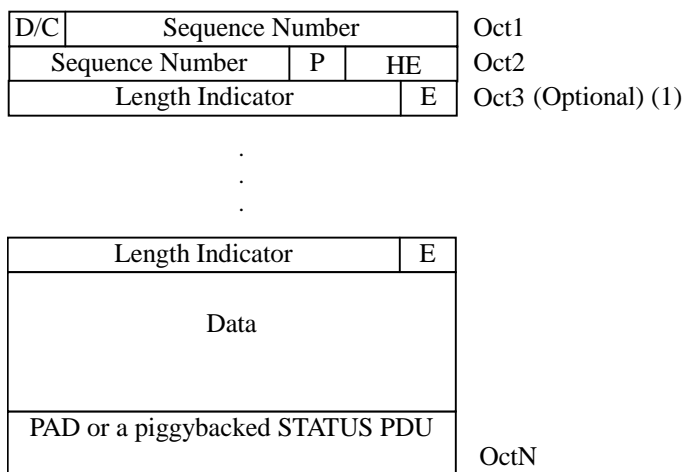 D/C Sequence Number Oct1
Sequence Number P HE Oct2
Length Indicator E Oct3 (Optional) (1)
.
.
.
Length Indicator E
Data
PAD or a piggybacked STATUS PDU
OctN